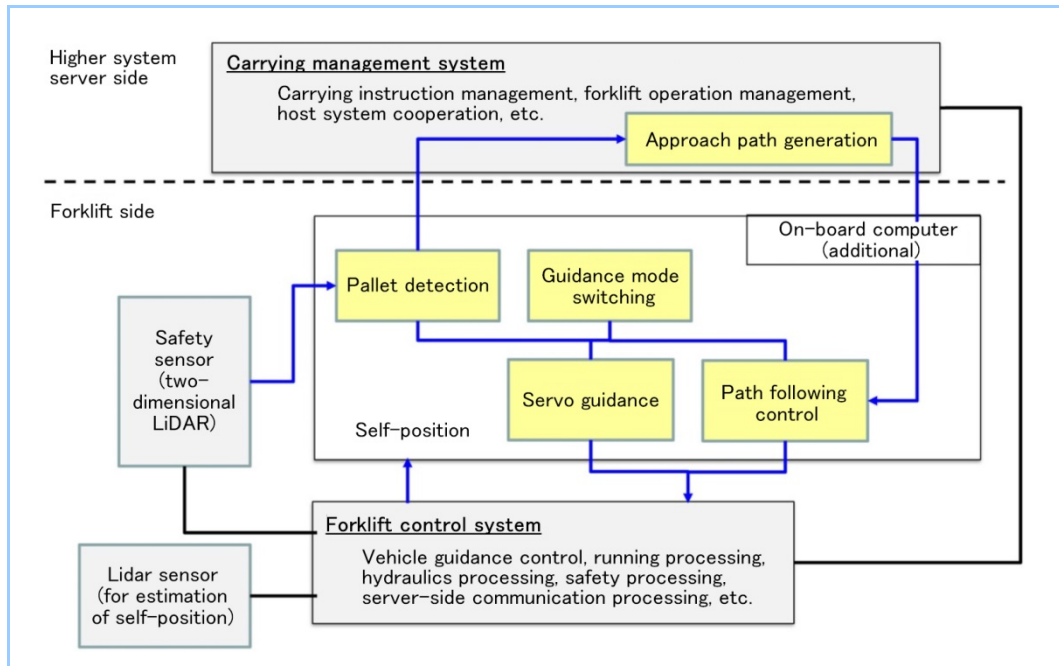 Higher system
server side
Carrying management system
Carrying instruction management, forklift operation management,
host system cooperation, etc.
Approach path generation
Forklift side
On-board computer
(additional)
Pallet detection
Guidance mode
switching
Safety
sensor
(two-
dimensional
LiDAR)
Servo guidance
Path following
control
Self-position
Forklift control system
Vehicle guidance control, running processing,
hydraulics processing, safety processing,
server-side communication processing, etc.
Lidar sensor
(for estimation
of self-position)